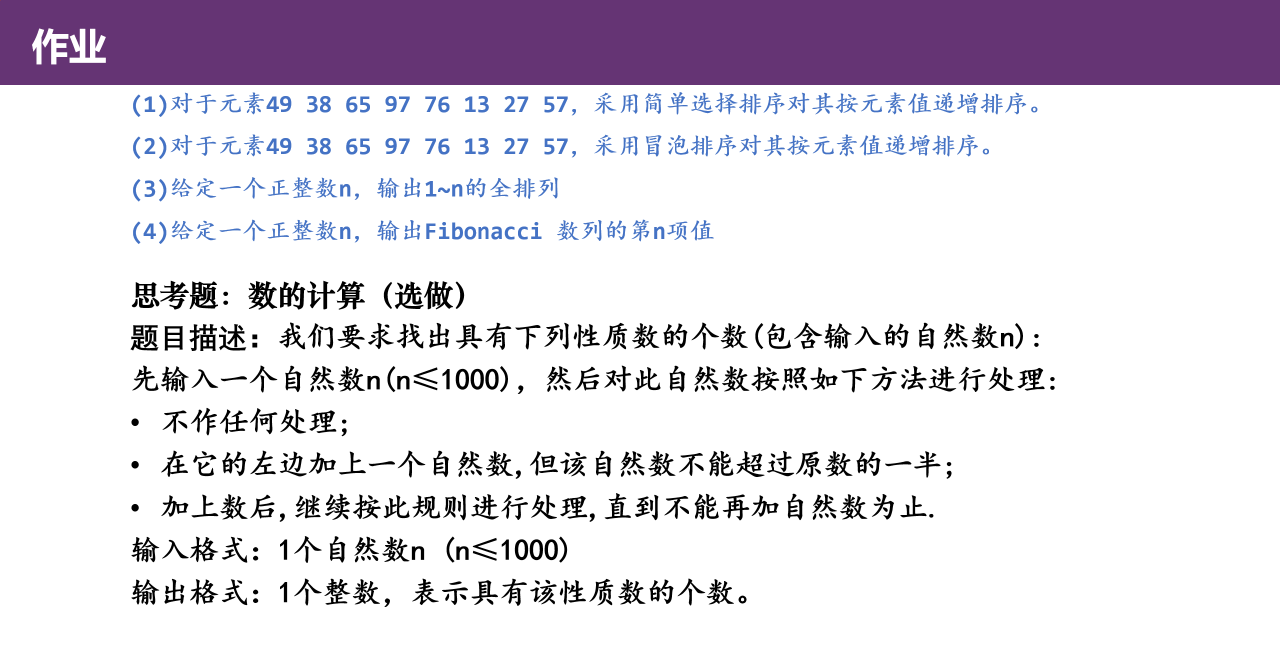 作业
(1)对于元素49 38 65 97 76 13 27 57，采用简单选择排序对其按元素值递增排序。
(2)对于元素49 38 65 97 76 13 27 57，采用冒泡排序对其按元素值递增排序。
(3)给定一个正整数n，输出1~n的全排列
(4)给定一个正整数n，输出Fibonacci 数列的第n项值
思考题：数的计算（选做）
题目描述：我们要求找出具有下列性质数的个数(包含输入的自然数n)：
先输入一个自然数n(n≤1000)，然后对此自然数按照如下方法进行处理：
• 不作任何处理；
• 在它的左边加上一个自然数,但该自然数不能超过原数的一半；
• 加上数后,继续按此规则进行处理,直到不能再加自然数为止.
输入格式：1个自然数n (n≤1000)
输出格式：1个整数，表示具有该性质数的个数。